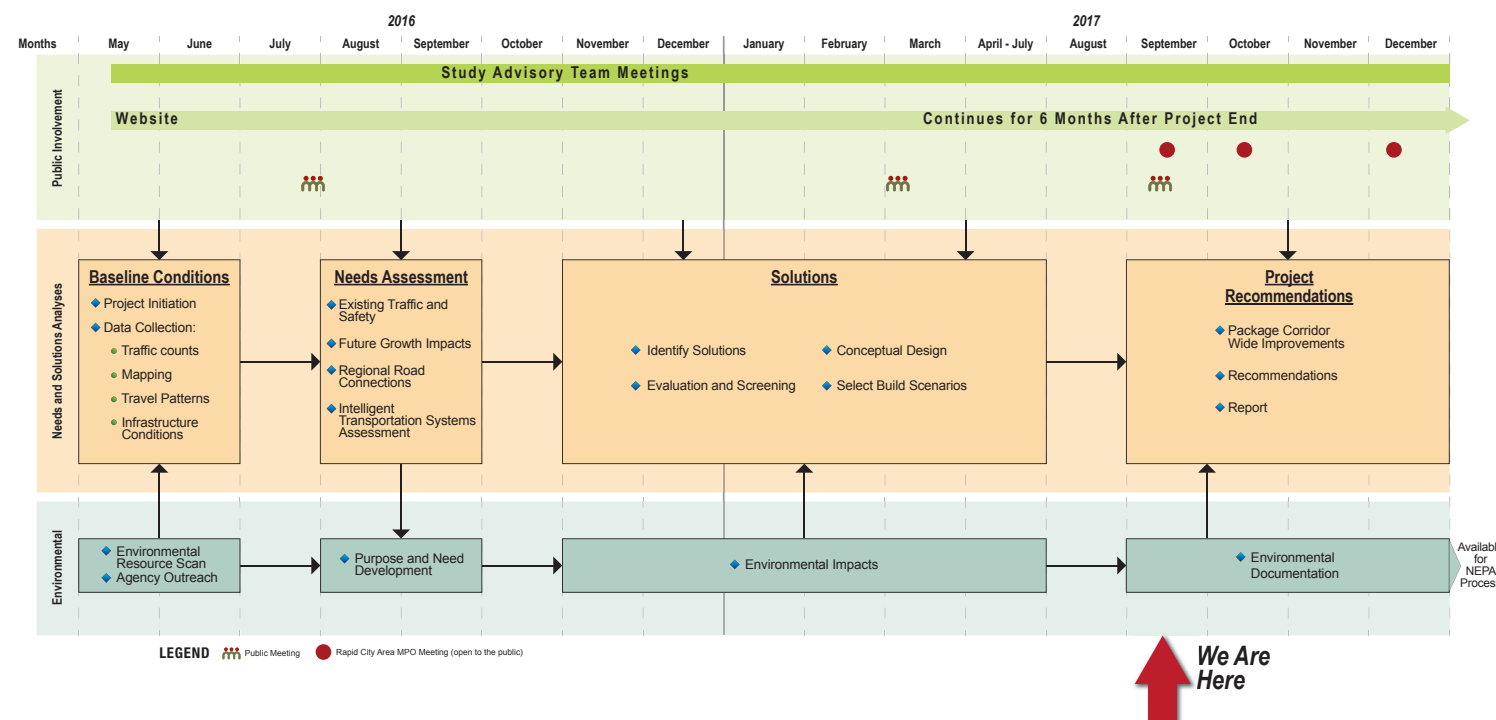 2016
2017
Months
May
June
July
August
September
October
November
December
January
February
March
April - July
August
September
October
November
December
Public Involvement
Study Advisory Team Meetings
Website
Continues for 6 Months After Project End
Needs and Solutions Analyses
Baseline Conditions
Project Initiation
Data Collection:
Traffic counts
Mapping
Travel Patterns
Infrastructure
Conditions
Needs Assessment
Existing Traffic and
Safety
Future Growth Impacts
Regional Road
Connections
Intelligent
Transportation Systems
Assessment
Solutions
Identify Solutions
Evaluation and Screening
Conceptual Design
Select Build Scenarios
Project
Recommendations
Package Corridor
Wide Improvements
Recommendations
Report
Environmental
Environmental
Resource Scan
Agency Outreach
Purpose and Need
Development
Environmental Impacts
Environmental
Documentation
for
NEPA
LEGEND
Public Meeting
Rapid City Area MPO Meeting (open to the public)
We Are
Here